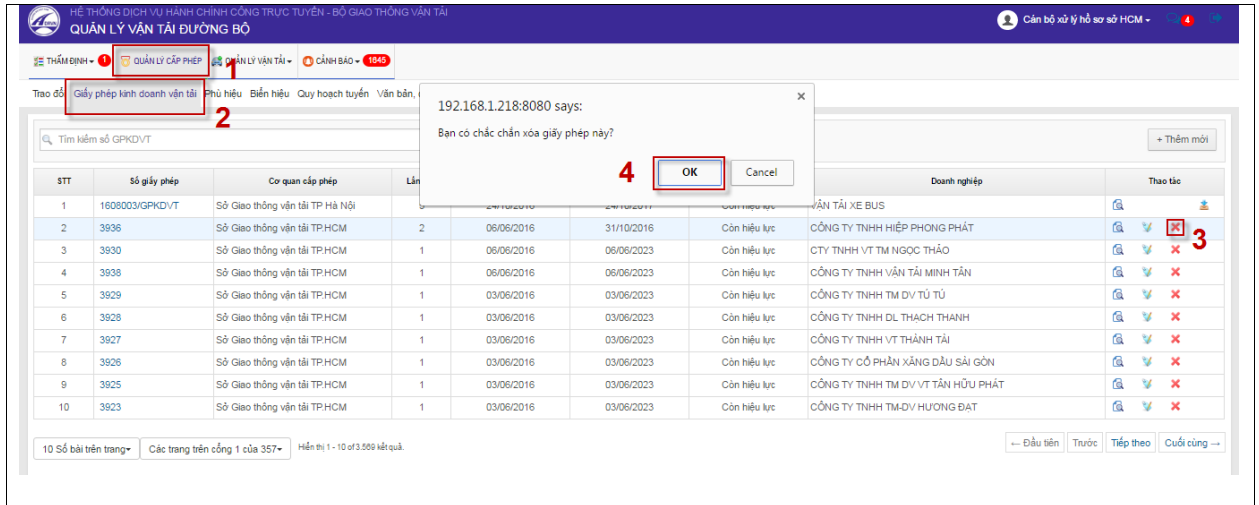 HỆ THỐNG DỊCH VỤ HÀNH CHÍNH CÔNG TRỰC TUYẾN - BỘ GIAO THÔNG VẬN TẢI
QUẢN LÝ VẬN TẢI ĐƯỜNG BỘ
Cán bộ xử lý hồ sơ sở HCM
4
THẨM ĐỊNH 1 QUẢN LÝ CẤP PHÉP QUẢN LÝ VẬN TẢI CẢNH BÁO 1645
1
Trao đổi Giấy phép kinh doanh vận tải Phù hiệu Biển hiệu Quy hoạch tuyến Văn bản,
2
192.168.1.218:8080 says:
Bạn có chắc chắn xóa giấy phép này?
4 OK Cancel
Tìm kiếm số GPKDVT + Thêm mới
STT Số giấy phép Cơ quan cấp phép Lần Doanh nghiệp Thao tác
1 1608003/GPKDVT Sở Giao thông vận tải TP Hà Nội 24/10/2016 24/10/2017 Còn hiệu lực VẬN TẢI XE BUS
2 3936 Sở Giao thông vận tải TP.HCM 2 06/06/2016 31/10/2016 Còn hiệu lực CÔNG TY TNHH HIỆP PHONG PHÁT
3
3 3930 Sở Giao thông vận tải TP.HCM 1 06/06/2016 06/06/2023 Còn hiệu lực CTY TNHH VT TM NGỌC THẢO
4 3938 Sở Giao thông vận tải TP.HCM 1 06/06/2016 06/06/2023 Còn hiệu lực CÔNG TY TNHH VẬN TẢI MINH TÂN
5 3929 Sở Giao thông vận tải TP.HCM 1 03/06/2016 03/06/2023 Còn hiệu lực CÔNG TY TNHH TM DV TÚ TÚ
6 3928 Sở Giao thông vận tải TP.HCM 1 03/06/2016 03/06/2023 Còn hiệu lực CÔNG TY TNHH DL THẠCH THANH
7 3927 Sở Giao thông vận tải TP.HCM 1 03/06/2016 03/06/2023 Còn hiệu lực CÔNG TY TNHH VT THÀNH TÀI
8 3926 Sở Giao thông vận tải TP.HCM 1 03/06/2016 03/06/2023 Còn hiệu lực CÔNG TY CỔ PHẦN XĂNG DẦU SÀI GÒN
9 3925 Sở Giao thông vận tải TP.HCM 1 03/06/2016 03/06/2023 Còn hiệu lực CÔNG TY TNHH TM DV VT TÂN HỮU PHÁT
10 3923 Sở Giao thông vận tải TP.HCM 1 03/06/2016 03/06/2023 Còn hiệu lực CÔNG TY TNHH TM-DV HƯƠNG ĐẠT
10 Số bài trên trang Các trang trên cổng 1 của 357 Hiển thị 1 - 10 of 3.569 kết quả. ← Đầu tiên Trước Tiếp theo Cuối cùng →